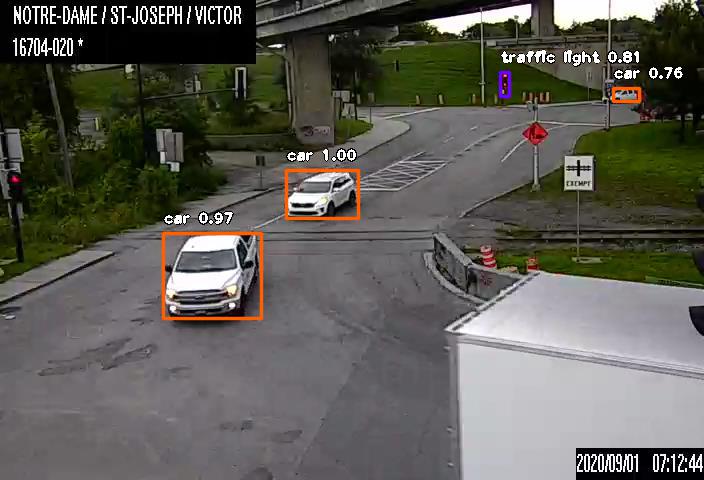 NOTRE-DAME / ST-JOSEPH / VICTOR
16704-020 *
traffic light 0.81
car 0.76
car 1.00
EXEMPT
car 0.97
2020/09/01 07:12:44